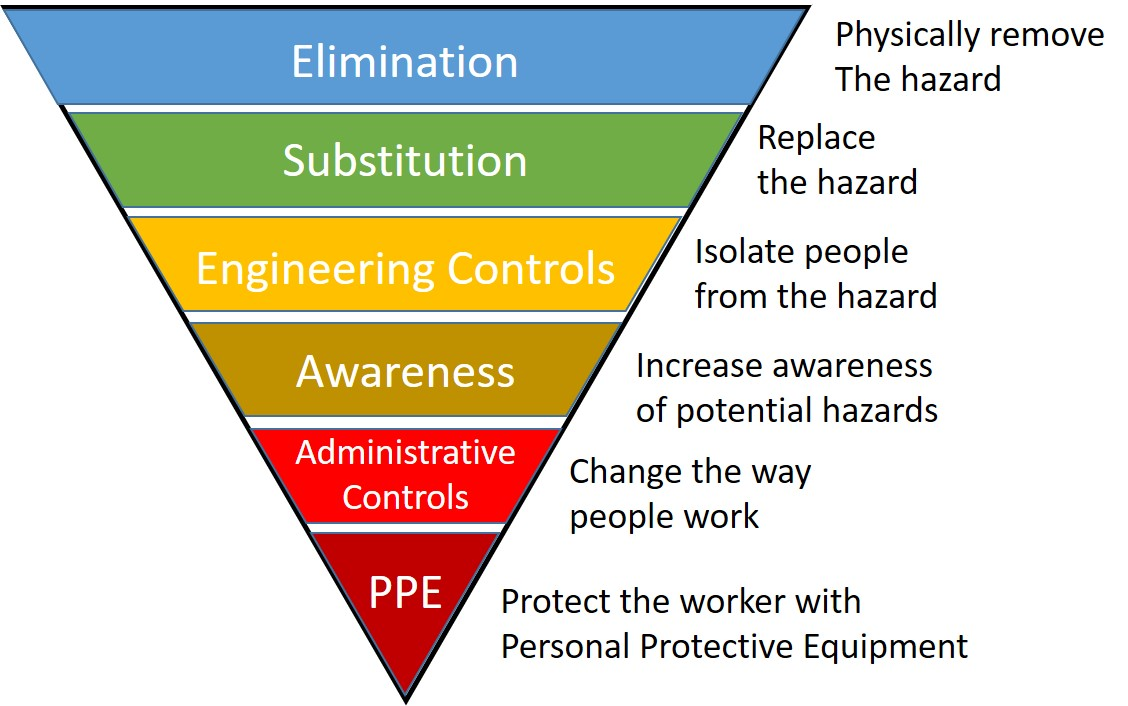 Elimination
Physically remove
The hazard
Substitution
Replace
the hazard
Engineering Controls
Isolate people
from the hazard
Awareness
Increase awareness
of potential hazards
Administrative
Controls
Change the way
people work
PPE
Protect the worker with
Personal Protective Equipment